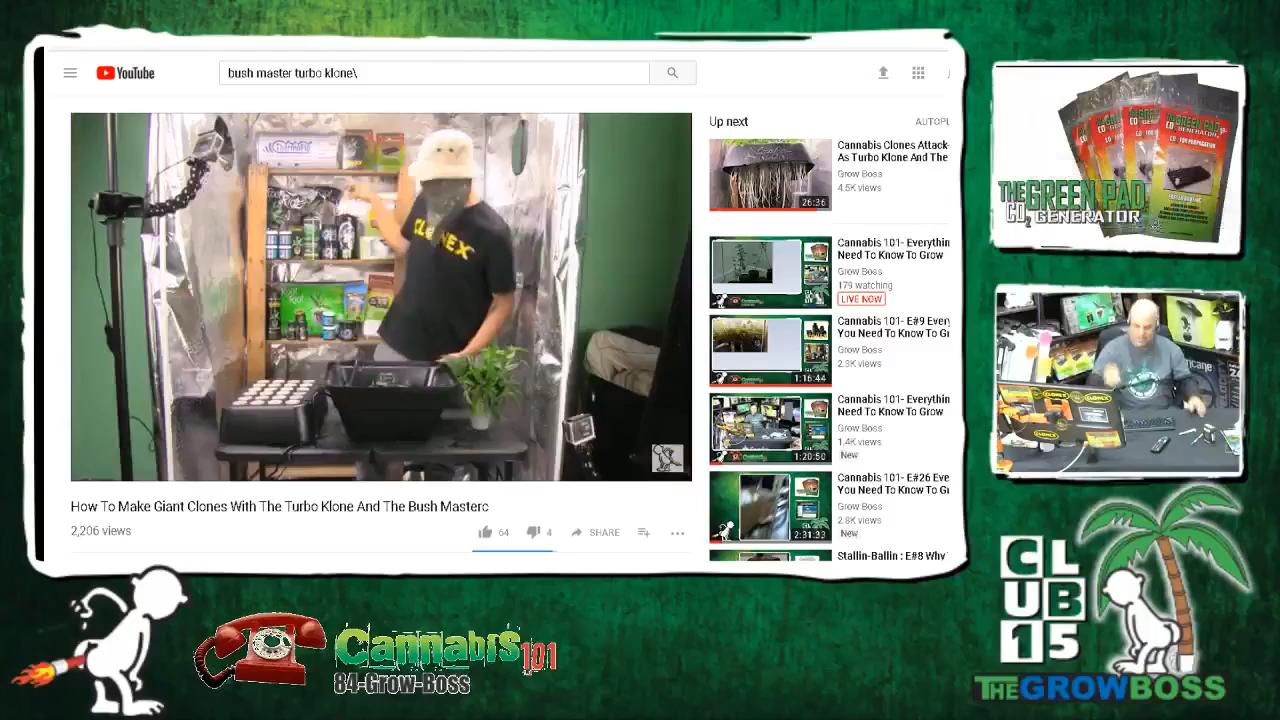 YouTube
bush master turbo klone\
Up next
AUTOPL
Cannabis Clones Attack-
As Turbo Klone And The
Grow Boss
4.5K views
26:36
Cannabis 101- Everythin
Need To Know To Grow
Grow Boss
179 watching
LIVE NOW
Cannabis 101- E#9 Every
You Need To Know To Gr
Grow Boss
2.3K views
1:16:44
Cannabis 101- Everythin
Need To Know To Grow
Grow Boss
1.4K views
New
1:20:50
Cannabis 101- E#26 Eve
You Need To Know To Gr
Grow Boss
2.8K views
New
2:31:33
Stallin-Ballin : E#8 Why
CLONEX
How To Make Giant Clones With The Turbo Klone And The Bush Masterc
2,206 views
64
4
SHARE
THE GREEN PAD
CO2 GENERATOR
CLONEX
CLUB
15
THE GROWBOSS
Cannabis 101
84-Grow-Boss